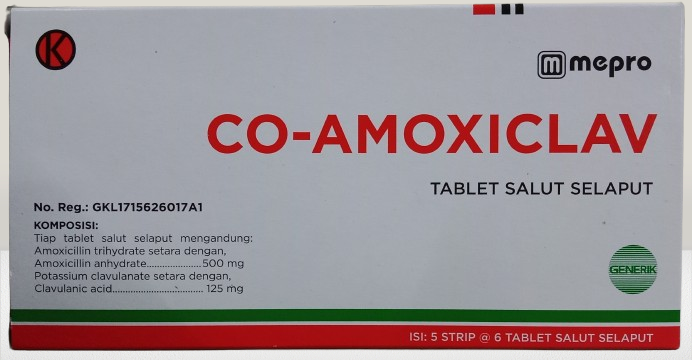 K
m mepro
CO-AMOXICLAV
TABLET SALUT SELAPUT
No. Reg.: GKL1715626017A1
KOMPOSISI:
Tiap tablet salut selaput mengandung:
Amoxicillin trihydrate setara dengan,
Amoxicillin anhydrate.....................500 mg
Potassium clavulanate setara dengan,
Clavulanic acid.................................. 125 mg
GENERIK
ISI: 5 STRIP @ 6 TABLET SALUT SELAPUT